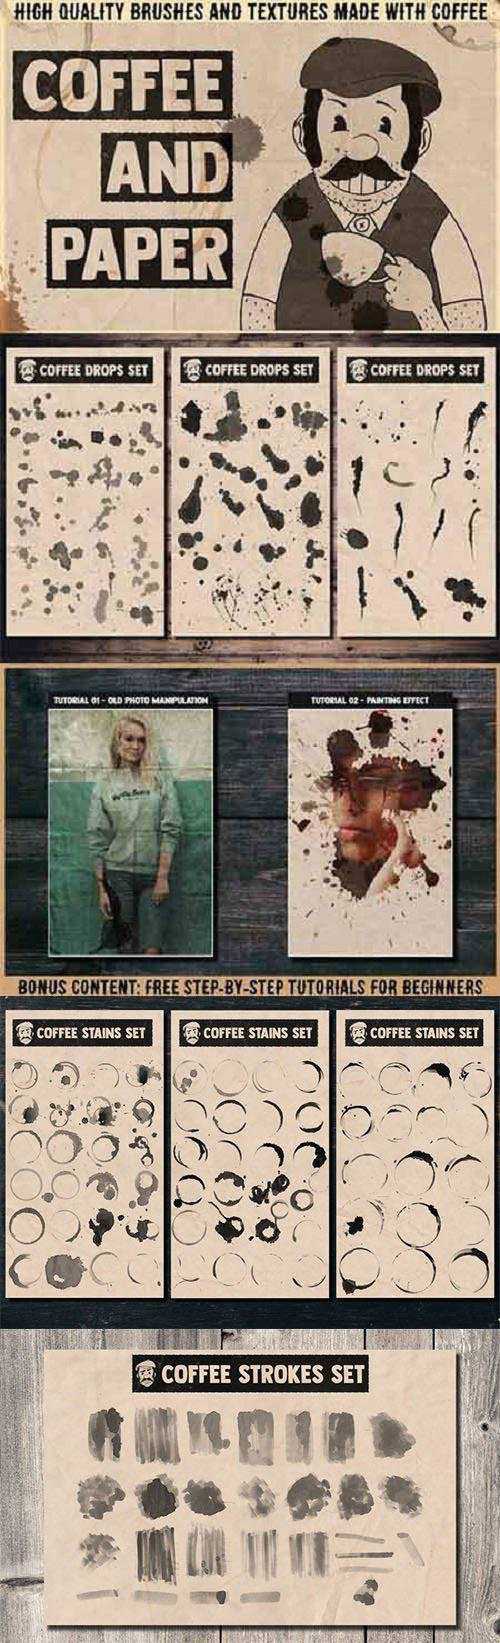 HIGH QUALITY BRUSHES AND TEXTURES MADE WITH COFFEE
COFFEE
AND
PAPER
COFFEE DROPS SET
COFFEE DROPS SET
COFFEE DROPS SET
TUTORIAL 01 - OLD PHOTO MANIPULATION
TUTORIAL 02 - PAINTING EFFECT
BONUS CONTENT: FREE STEP-BY-STEP TUTORIALS FOR BEGINNERS
COFFEE STAINS SET
COFFEE STAINS SET
COFFEE STAINS SET
COFFEE STROKES SET